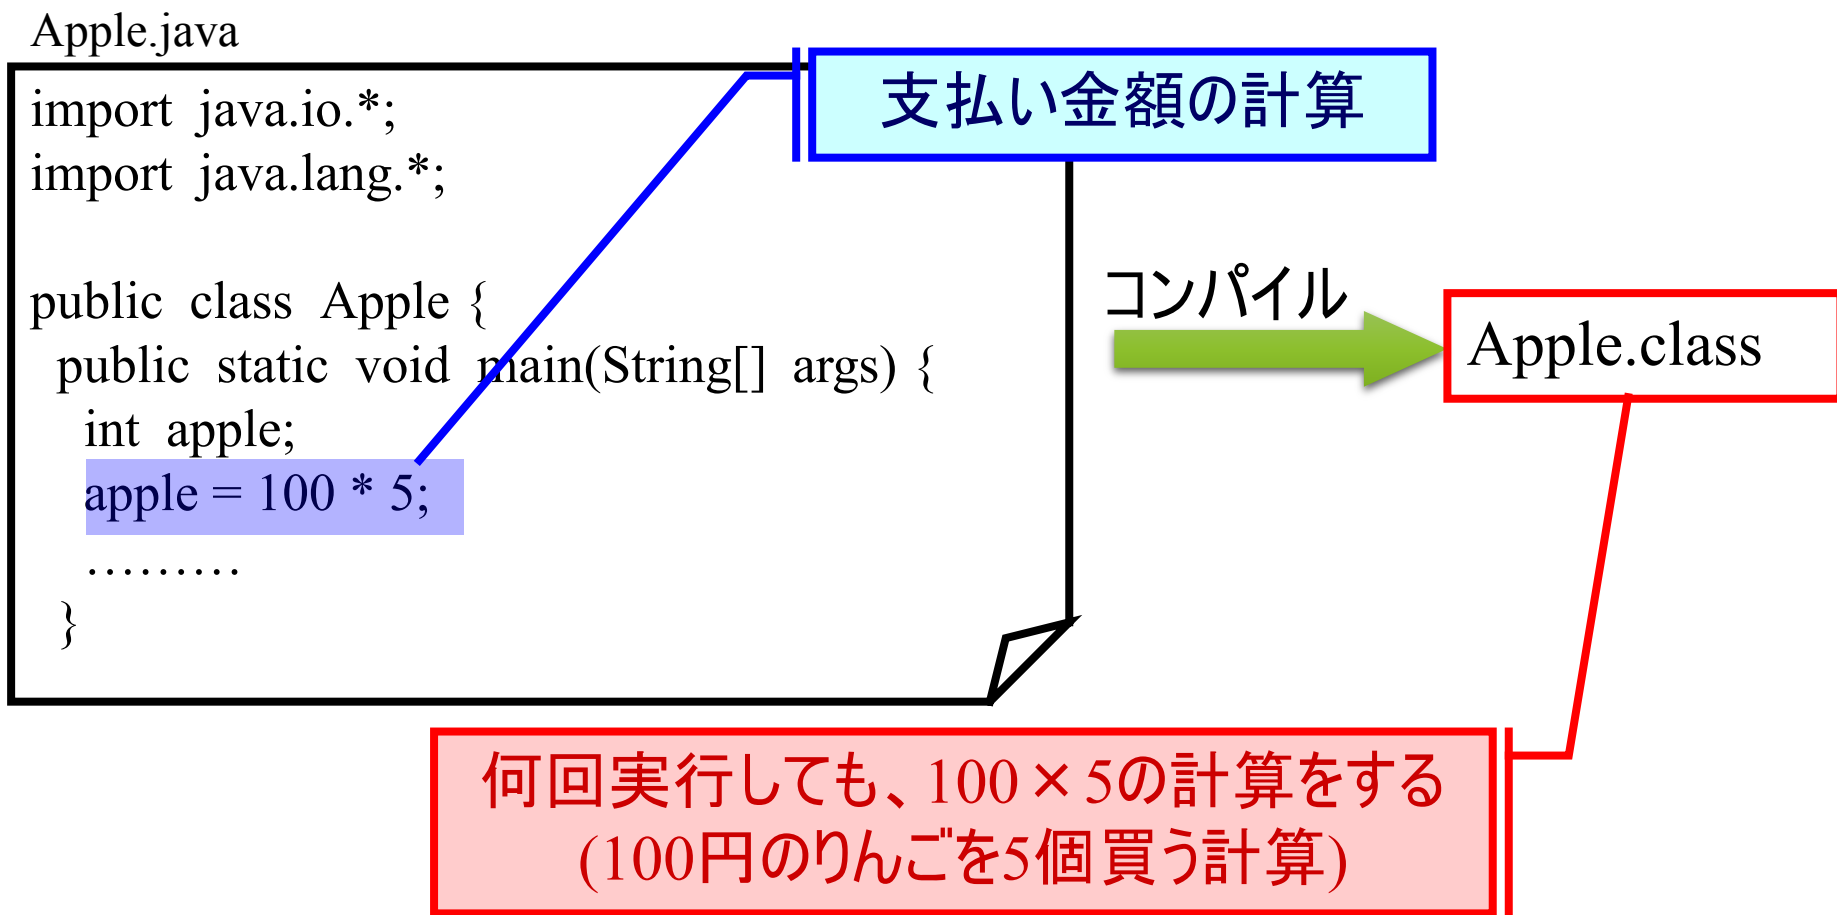 Apple.java
支払い金額の計算
import java.io.*;
import java.lang.*;
public class Apple {
public static void main(String[] args) {
int apple;
apple = 100 * 5;
………
}
コンパイル
Apple.class
何回実行しても、100×5の計算をする
(100円のりんごを5個買う計算)